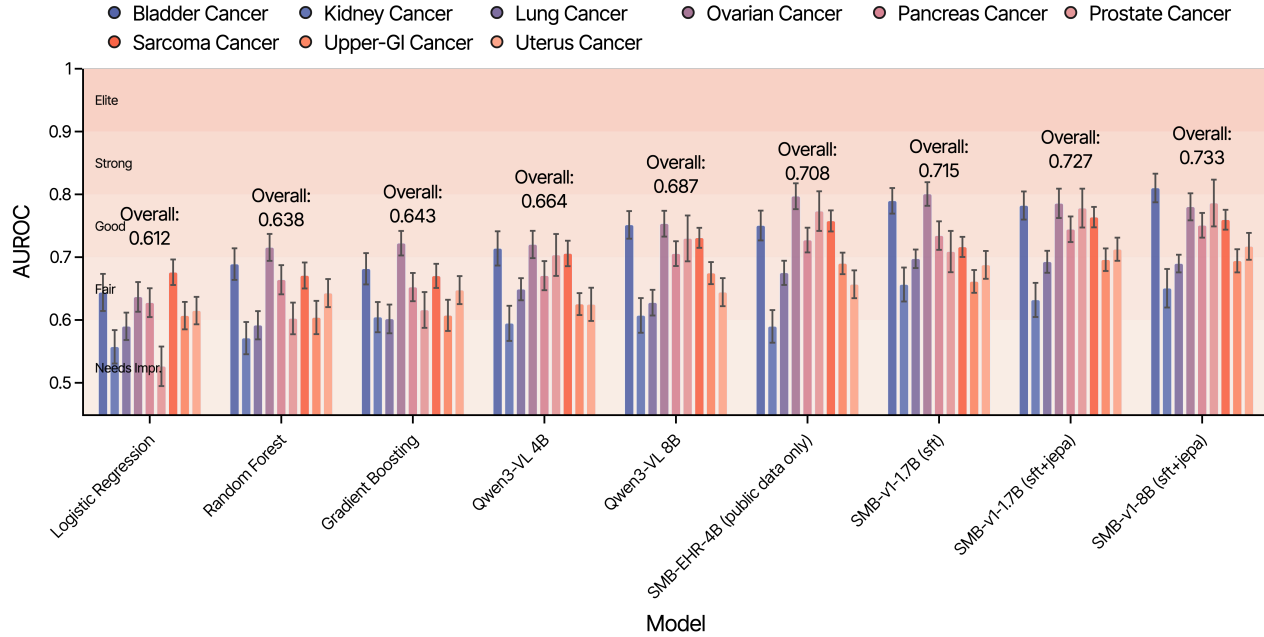 Bladder Cancer Kidney Cancer Lung Cancer Ovarian Cancer Pancreas Cancer Prostate Cancer
Sarcoma Cancer Upper-GI Cancer Uterus Cancer
AUROC
1
0.9
0.8
0.7
0.6
0.5
Elite
Strong
Good
Fair
Needs Impr.
Overall:
0.612
Overall:
0.638
Overall:
0.643
Overall:
0.664
Overall:
0.687
Overall:
0.708
Overall:
0.715
Overall:
0.727
Overall:
0.733
Logistic Regression
Random Forest
Gradient Boosting
Qwen3-VL 4B
Qwen3-VL 8B
SMB-EHR-4B (public data only)
SMB-v1-1.7B (sft)
SMB-v1-1.7B (sft+jepa)
SMB-v1-8B (sft+jepa)
Model